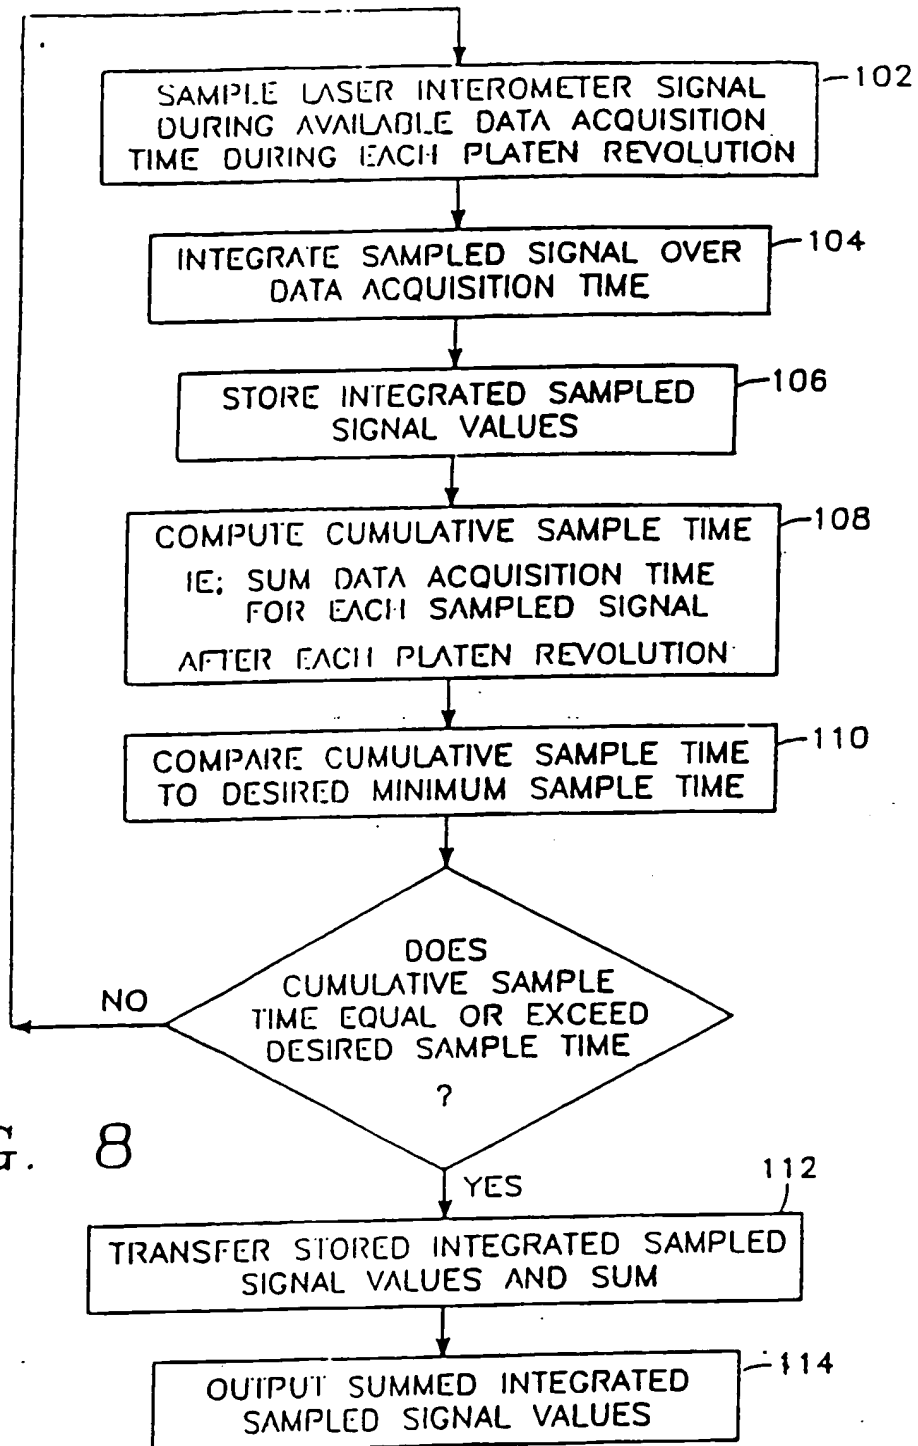 SAMPLE LASER INTEROMETER SIGNAL
DURING AVAILABLE DATA ACQUISITION
TIME DURING EACH PLATEN REVOLUTION
102
INTEGRATE SAMPLED SIGNAL OVER
DATA ACQUISITION TIME
104
STORE INTEGRATED SAMPLED
SIGNAL VALUES
106
COMPUTE CUMULATIVE SAMPLE TIME
IE; SUM DATA ACQUISITION TIME
FOR EACH SAMPLED SIGNAL
AFTER EACH PLATEN REVOLUTION
108
COMPARE CUMULATIVE SAMPLE TIME
TO DESIRED MINIMUM SAMPLE TIME
110
DOES
CUMULATIVE SAMPLE
TIME EQUAL OR EXCEED
DESIRED SAMPLE TIME
?
NO
YES
G. 8
112
TRANSFER STORED INTEGRATED SAMPLED
SIGNAL VALUES AND SUM
OUTPUT SUMMED INTEGRATED
SAMPLED SIGNAL VALUES
114